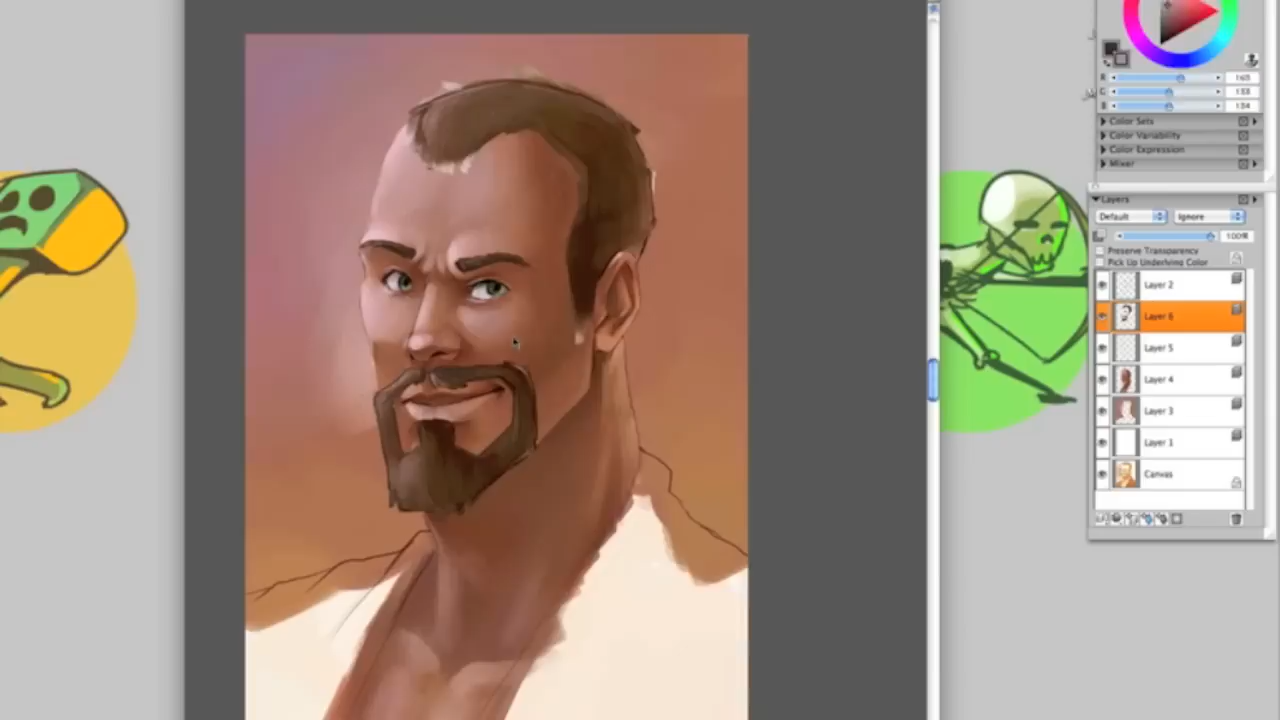 R
G
B
Color Sets
Color Variability
Color Expression
Mixer
Layers
Default Ignore
100%
Preserve Transparency
Pick Up Underlying Color
Layer 2
Layer 6
Layer 5
Layer 4
Layer 3
Layer 1
Canvas